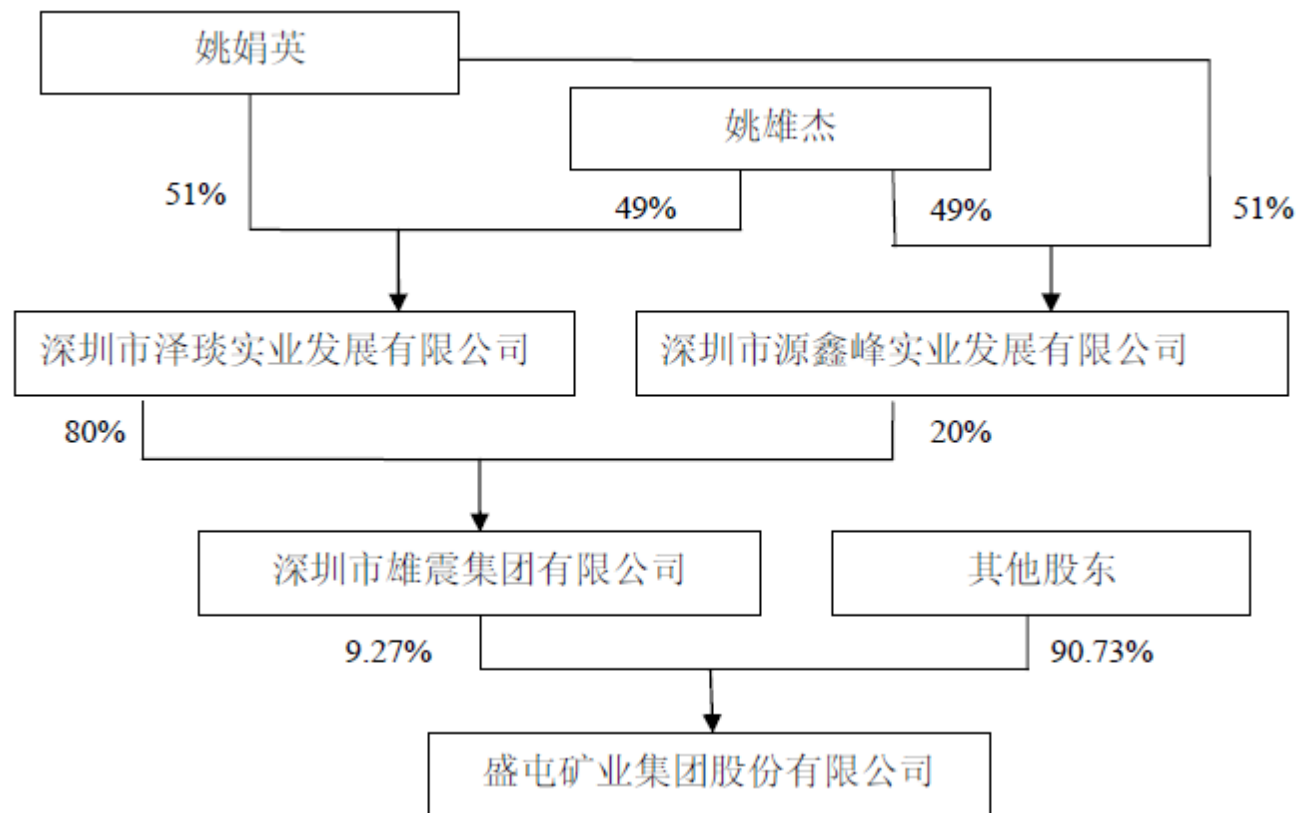 姚娟英
姚雄杰
51%
49%
49%
51%
深圳市泽琰实业发展有限公司
深圳市源鑫峰实业发展有限公司
80%
20%
深圳市雄震集团有限公司
其他股东
9.27%
90.73%
盛屯矿业集团股份有限公司